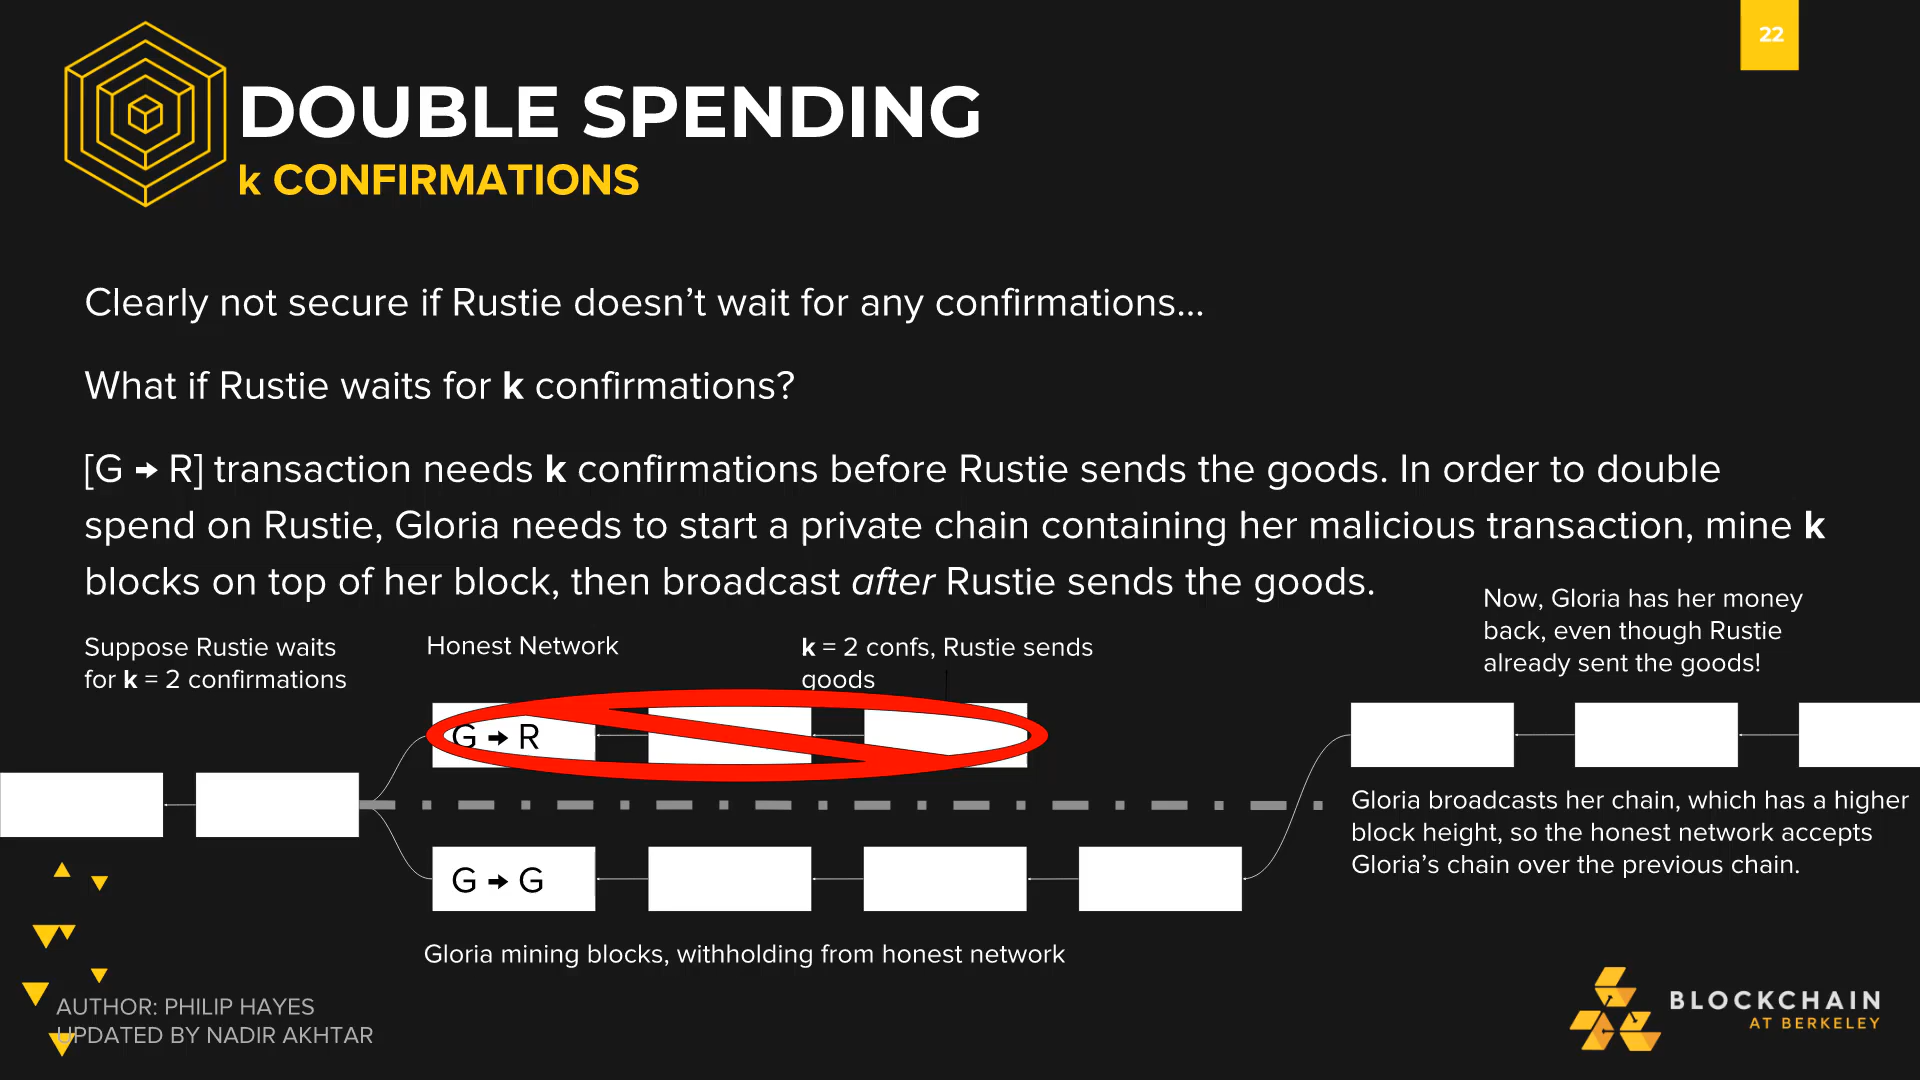 22
DOUBLE SPENDING
k CONFIRMATIONS
Clearly not secure if Rustie doesn’t wait for any confirmations...
What if Rustie waits for k confirmations?
[G → R] transaction needs k confirmations before Rustie sends the goods. In order to double
spend on Rustie, Gloria needs to start a private chain containing her malicious transaction, mine k
blocks on top of her block, then broadcast after Rustie sends the goods.
Suppose Rustie waits
for k = 2 confirmations
Honest Network
k = 2 confs, Rustie sends
goods
Now, Gloria has her money
back, even though Rustie
already sent the goods!
G → R
G → G
Gloria broadcasts her chain, which has a higher
block height, so the honest network accepts
Gloria’s chain over the previous chain.
Gloria mining blocks, withholding from honest network
AUTHOR: PHILIP HAYES
UPDATED BY NADIR AKHTAR
BLOCKCHAIN
AT BERKELEY